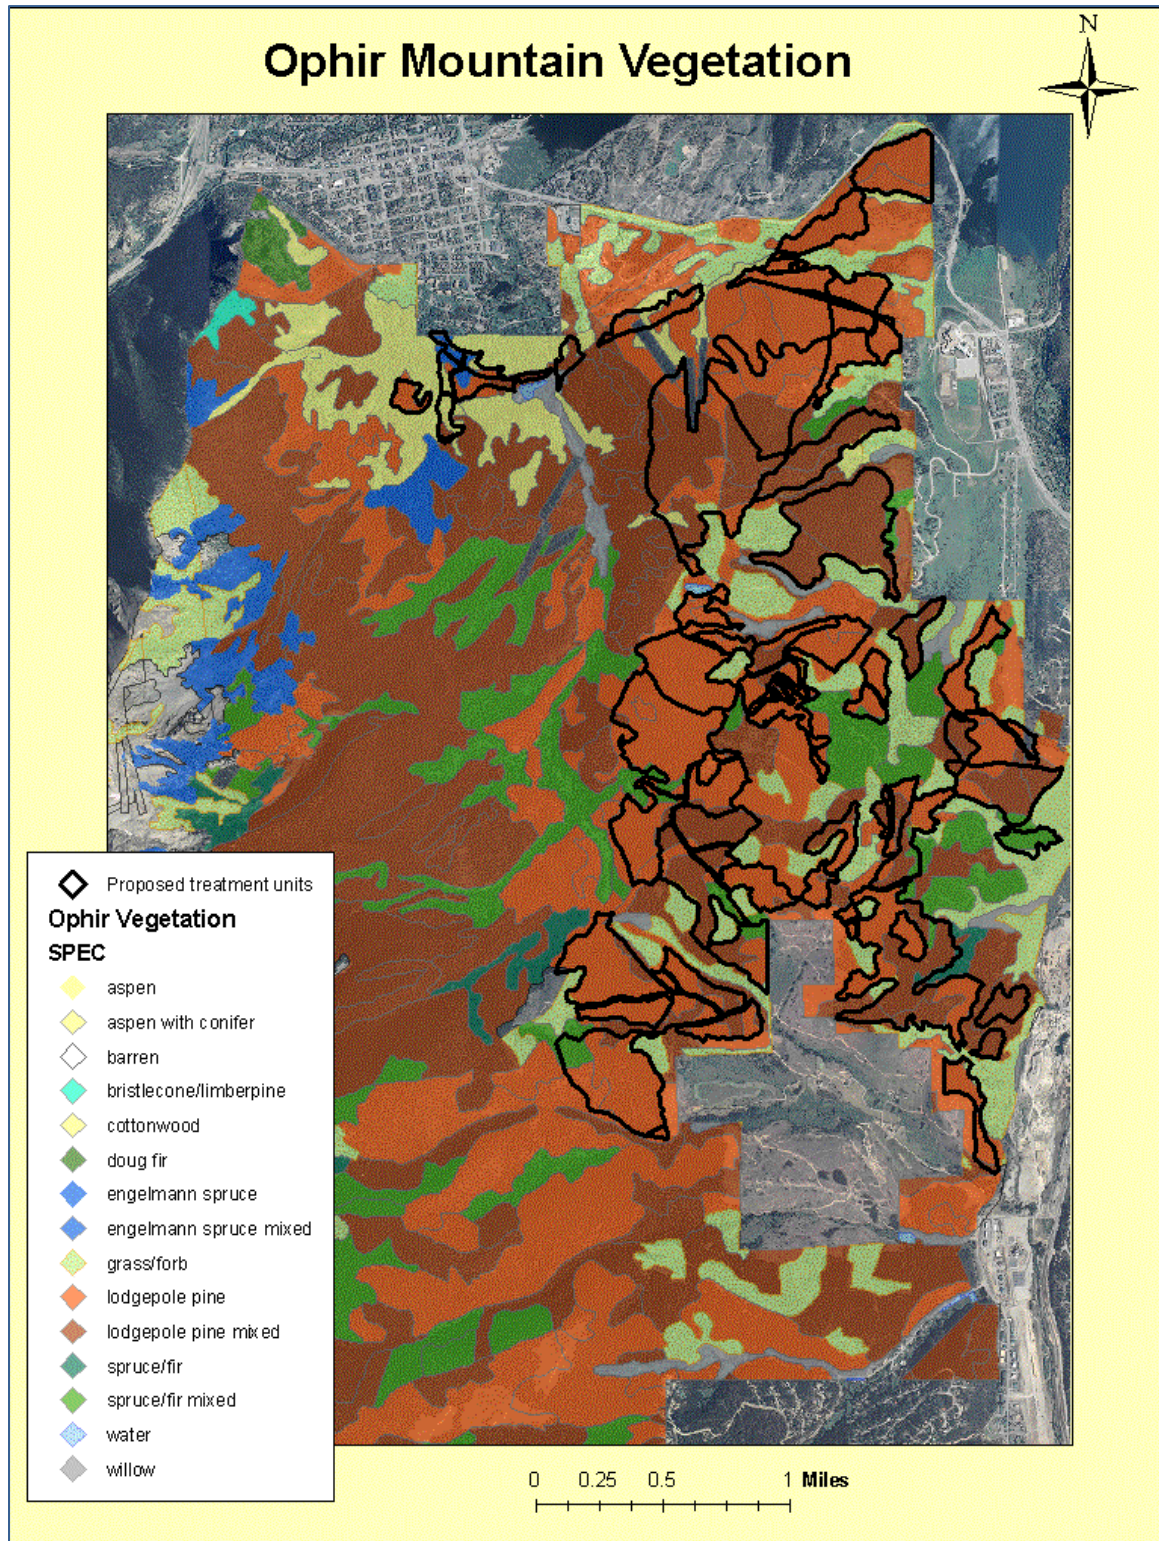 N
Ophir Mountain Vegetation
Proposed treatment units
Ophir Vegetation
SPEC
aspen
aspen with conifer
barren
bristlecone/limberpine
cottonwood
doug fir
engelmann spruce
engelmann spruce mixed
grass/forb
lodgepole pine
lodgepole pine mixed
spruce/fir
spruce/fir mixed
water
willow
0 0.25 0.5 1 Miles